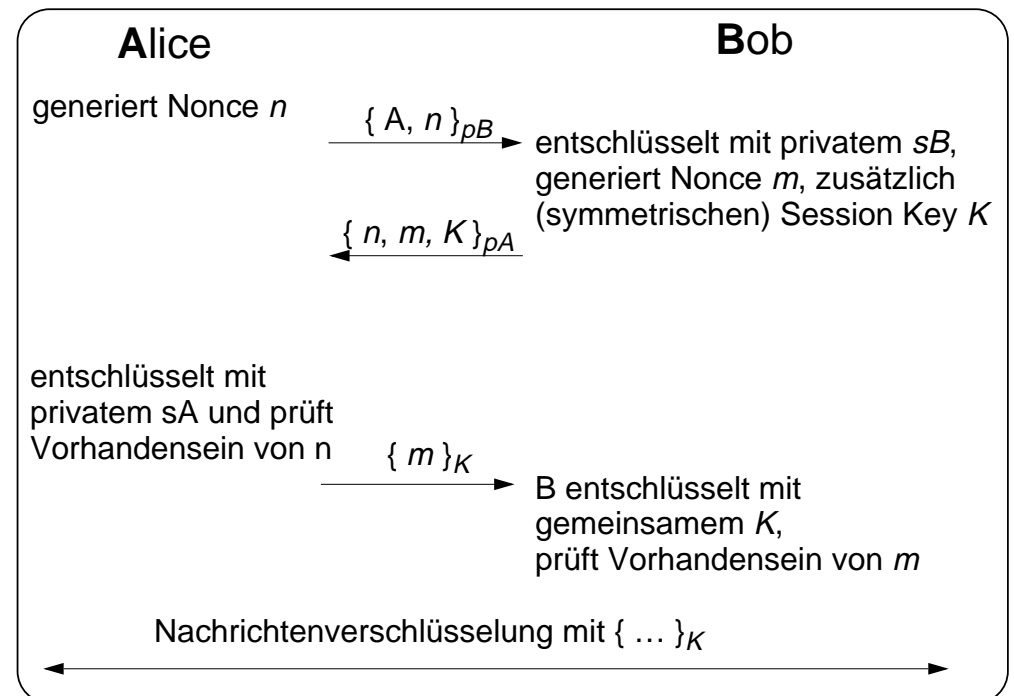 Alice
Bob
generiert Nonce n
{ A, n }pB
entschlüsselt mit privatem sB,
generiert Nonce m, zusätzlich
(symmetrischen) Session Key K
{ n, m, K }pA
entschlüsselt mit
privatem sA und prüft
Vorhandensein von n
{ m }K
B entschlüsselt mit
gemeinsamem K,
prüft Vorhandensein von m
Nachrichtenverschlüsselung mit { … }K